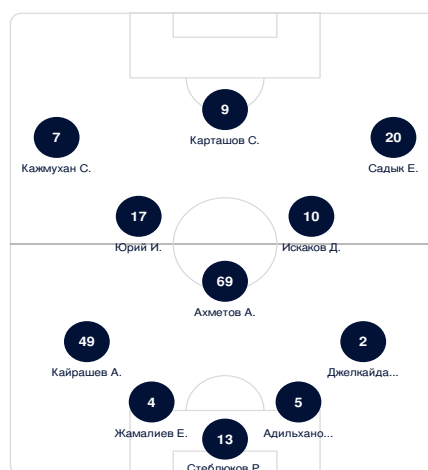 9
Карташов С.
7
Кажмухан С.
20
Садык Е.
17
Юрий И.
10
Искаков Д.
69
Ахметов А.
49
Кайрашев А.
2
Джелкайда...
4
Жамалиев Е.
5
Адильхано...
13
Стеблюков Р.